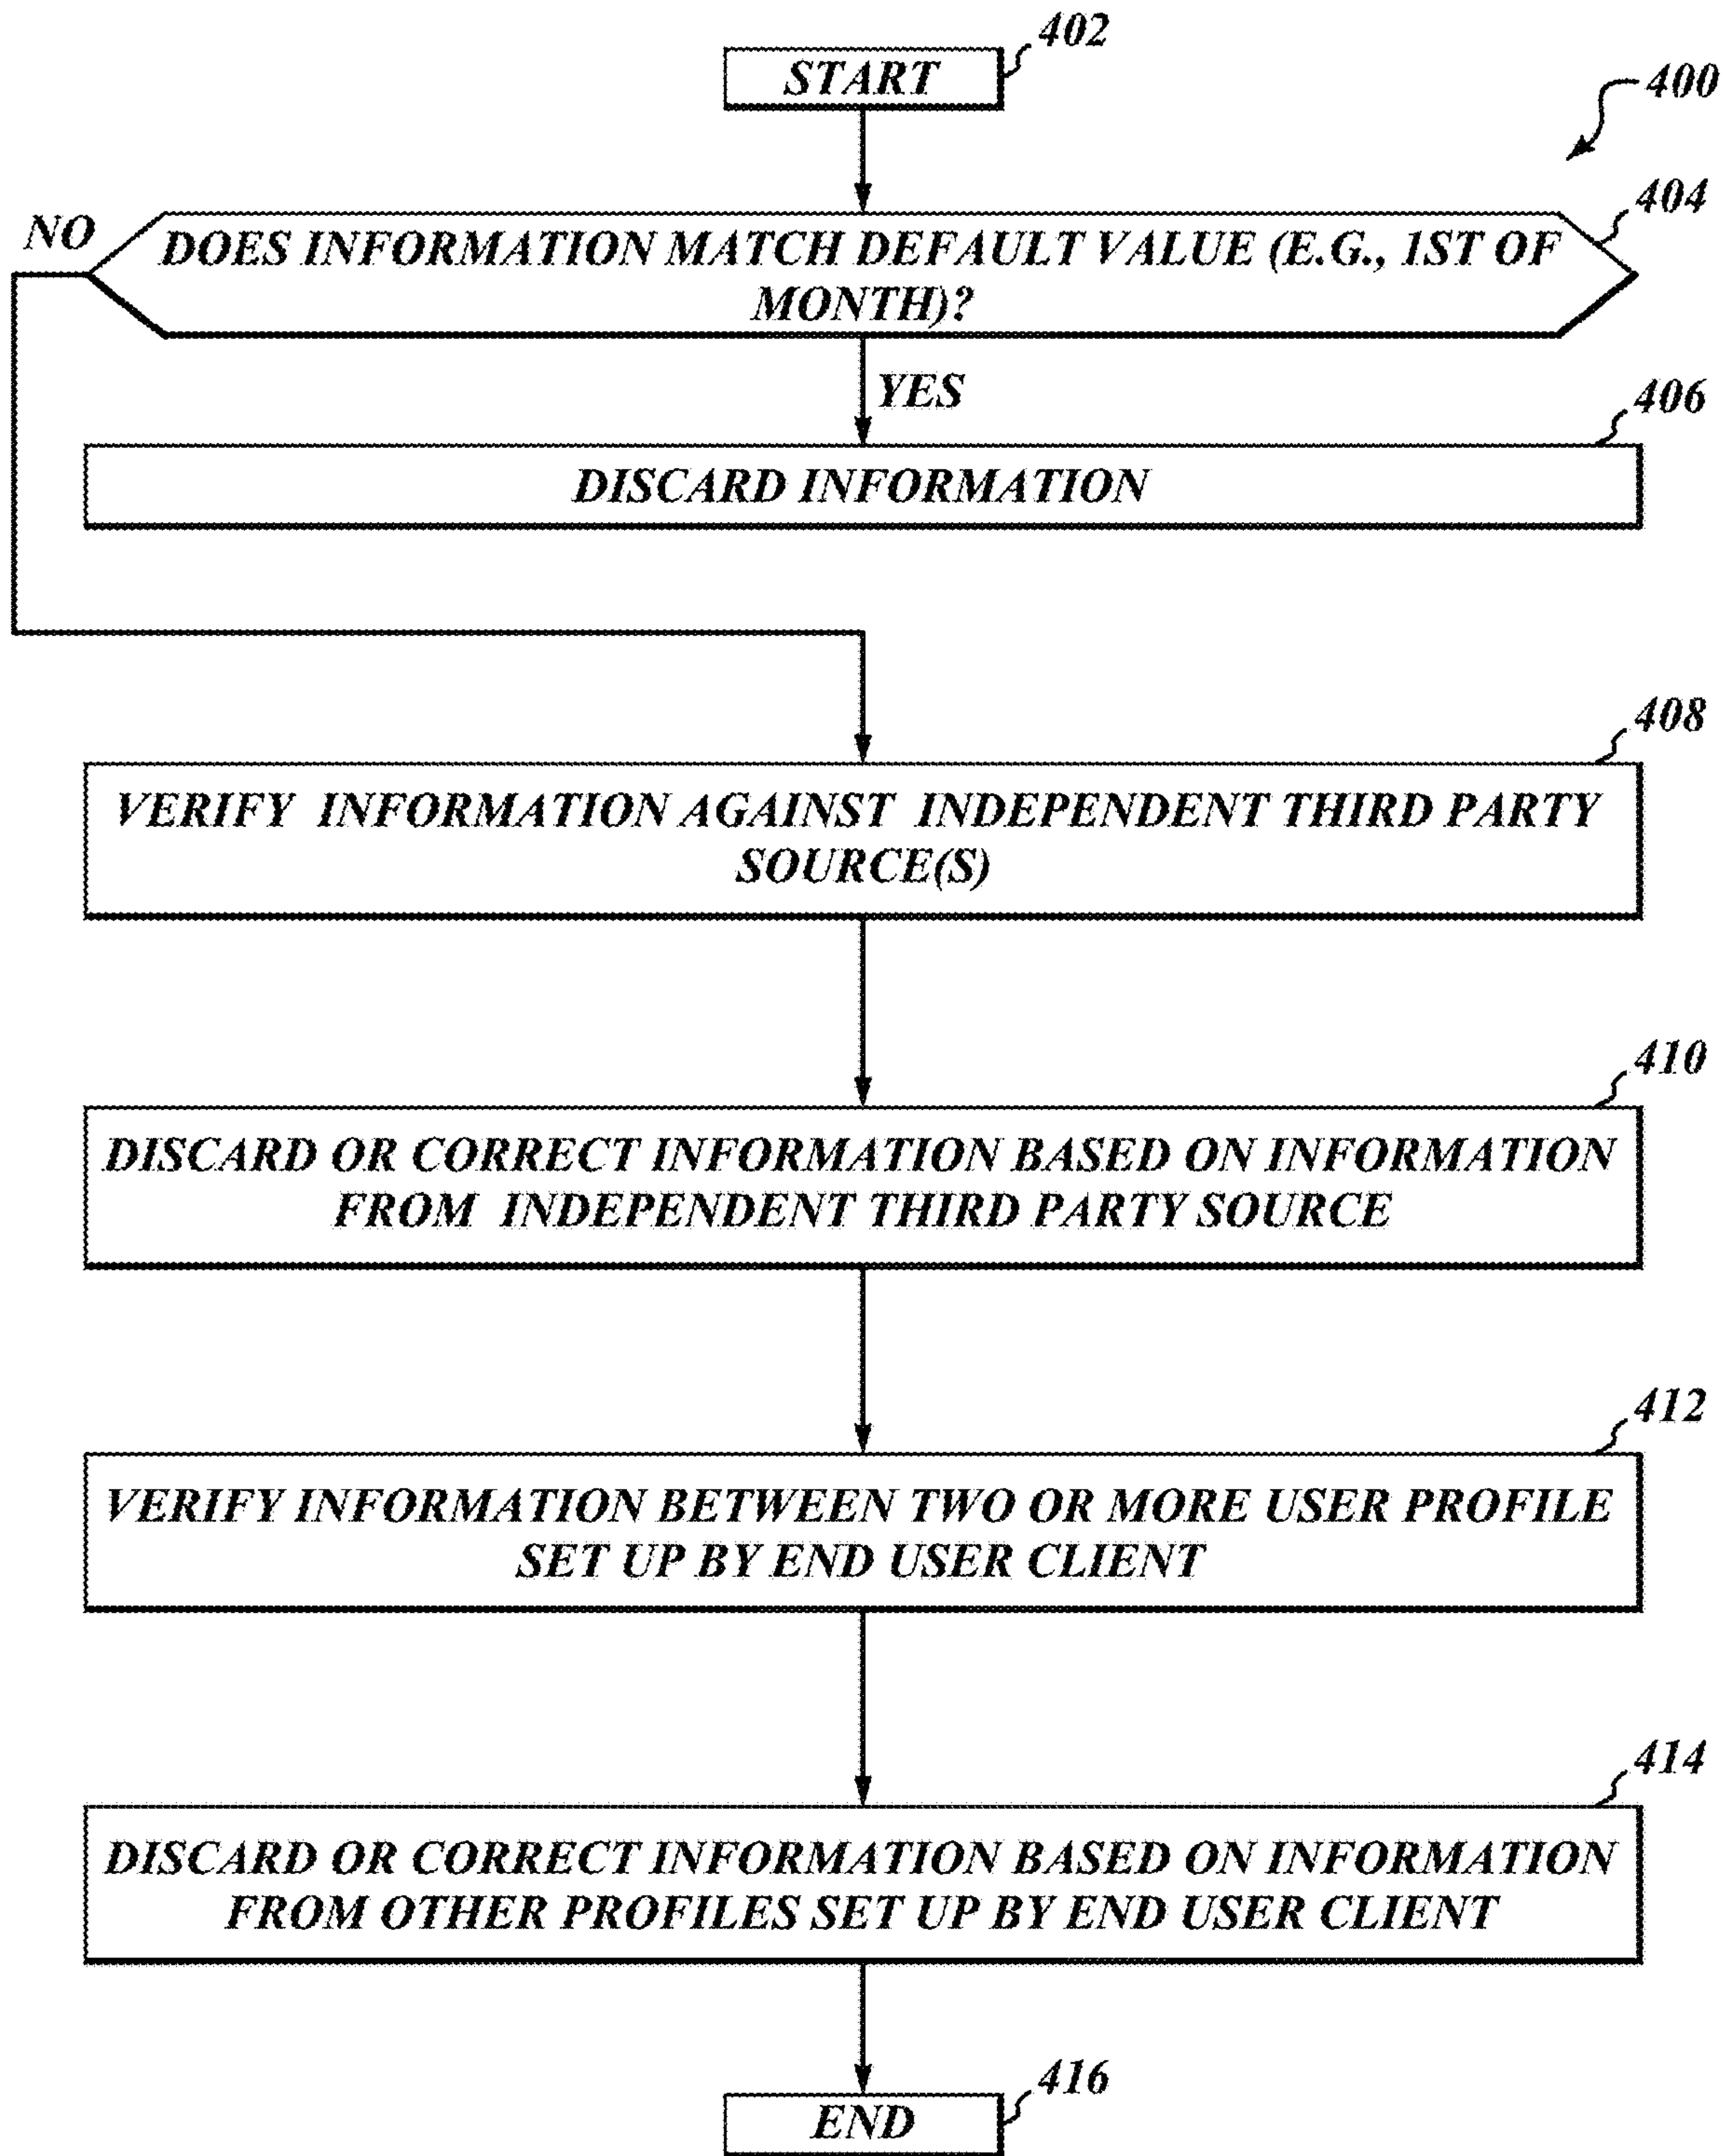 402
START
400
404
NO
DOES INFORMATION MATCH DEFAULT VALUE (E.G., 1ST OF
MONTH)?
YES
406
DISCARD INFORMATION
408
VERIFY INFORMATION AGAINST INDEPENDENT THIRD PARTY
SOURCE(S)
410
DISCARD OR CORRECT INFORMATION BASED ON INFORMATION
FROM INDEPENDENT THIRD PARTY SOURCE
412
VERIFY INFORMATION BETWEEN TWO OR MORE USER PROFILE
SET UP BY END USER CLIENT
414
DISCARD OR CORRECT INFORMATION BASED ON INFORMATION
FROM OTHER PROFILES SET UP BY END USER CLIENT
416
END